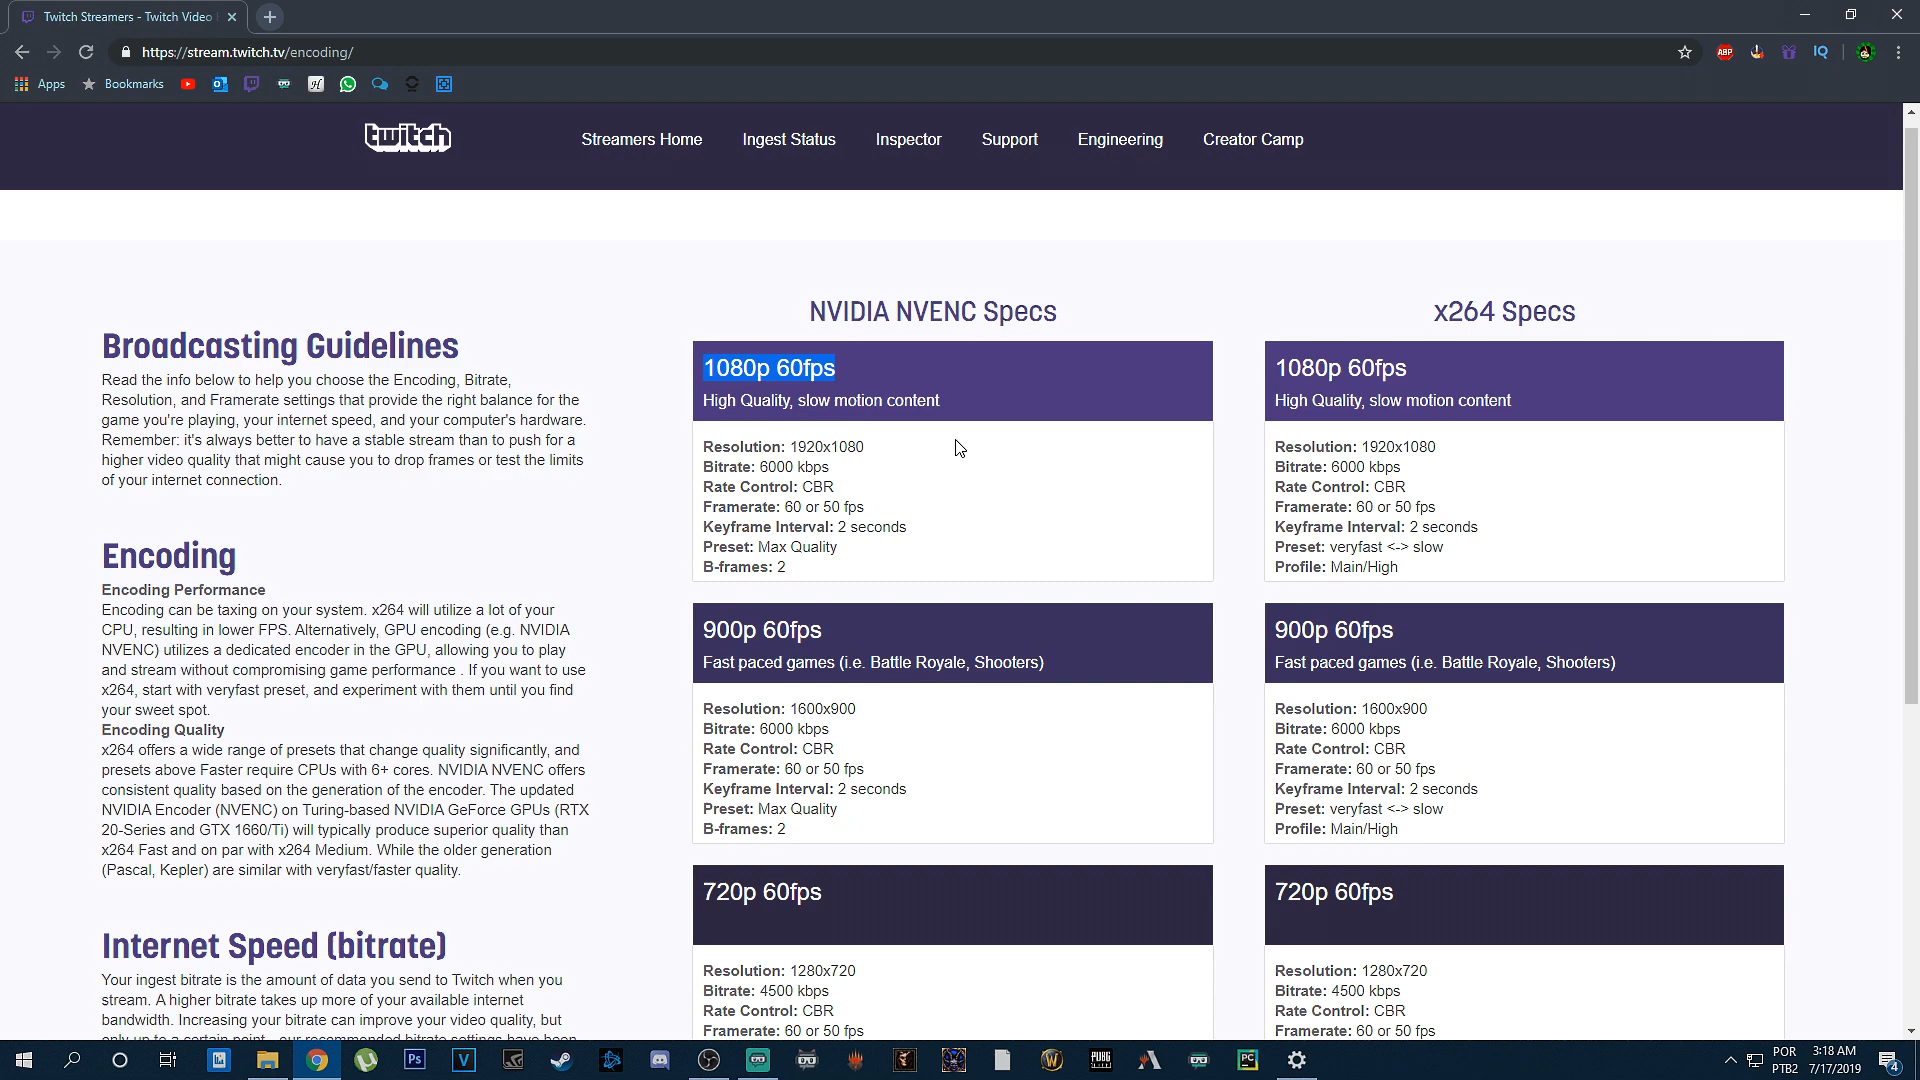 Twitch Streamers - Twitch Video
https://stream.twitch.tv/encoding/
ABP
IQ
Apps
Bookmarks
twitch
Streamers Home
Ingest Status
Inspector
Support
Engineering
Creator Camp
Broadcasting Guidelines
Read the info below to help you choose the Encoding, Bitrate,
Resolution, and Framerate settings that provide the right balance for the
game you're playing, your internet speed, and your computer's hardware.
Remember: it's always better to have a stable stream than to push for a
higher video quality that might cause you to drop frames or test the limits
of your internet connection.
Encoding
Encoding Performance
Encoding can be taxing on your system. x264 will utilize a lot of your
CPU, resulting in lower FPS. Alternatively, GPU encoding (e.g. NVIDIA
NVENC) utilizes a dedicated encoder in the GPU, allowing you to play
and stream without compromising game performance . If you want to use
x264, start with veryfast preset, and experiment with them until you find
your sweet spot.
Encoding Quality
x264 offers a wide range of presets that change quality significantly, and
presets above Faster require CPUs with 6+ cores. NVIDIA NVENC offers
consistent quality based on the generation of the encoder. The updated
NVIDIA Encoder (NVENC) on Turing-based NVIDIA GeForce GPUs (RTX
20-Series and GTX 1660/Ti) will typically produce superior quality than
x264 Fast and on par with x264 Medium. While the older generation
(Pascal, Kepler) are similar with veryfast/faster quality.
Internet Speed (bitrate)
Your ingest bitrate is the amount of data you send to Twitch when you
stream. A higher bitrate takes up more of your available internet
bandwidth. Increasing your bitrate can improve your video quality, but
only up to a certain point - our recommended bitrate settings have been
NVIDIA NVENC Specs
1080p 60fps
High Quality, slow motion content
Resolution: 1920x1080
Bitrate: 6000 kbps
Rate Control: CBR
Framerate: 60 or 50 fps
Keyframe Interval: 2 seconds
Preset: Max Quality
B-frames: 2
900p 60fps
Fast paced games (i.e. Battle Royale, Shooters)
Resolution: 1600x900
Bitrate: 6000 kbps
Rate Control: CBR
Framerate: 60 or 50 fps
Keyframe Interval: 2 seconds
Preset: Max Quality
B-frames: 2
720p 60fps
Resolution: 1280x720
Bitrate: 4500 kbps
Rate Control: CBR
Framerate: 60 or 50 fps
x264 Specs
1080p 60fps
High Quality, slow motion content
Resolution: 1920x1080
Bitrate: 6000 kbps
Rate Control: CBR
Framerate: 60 or 50 fps
Keyframe Interval: 2 seconds
Preset: veryfast <-> slow
Profile: Main/High
900p 60fps
Fast paced games (i.e. Battle Royale, Shooters)
Resolution: 1600x900
Bitrate: 6000 kbps
Rate Control: CBR
Framerate: 60 or 50 fps
Keyframe Interval: 2 seconds
Preset: veryfast <-> slow
Profile: Main/High
720p 60fps
Resolution: 1280x720
Bitrate: 4500 kbps
Rate Control: CBR
Framerate: 60 or 50 fps
Ps
V
PUBG
PC
POR
PTB2
3:18 AM
7/17/2019
4